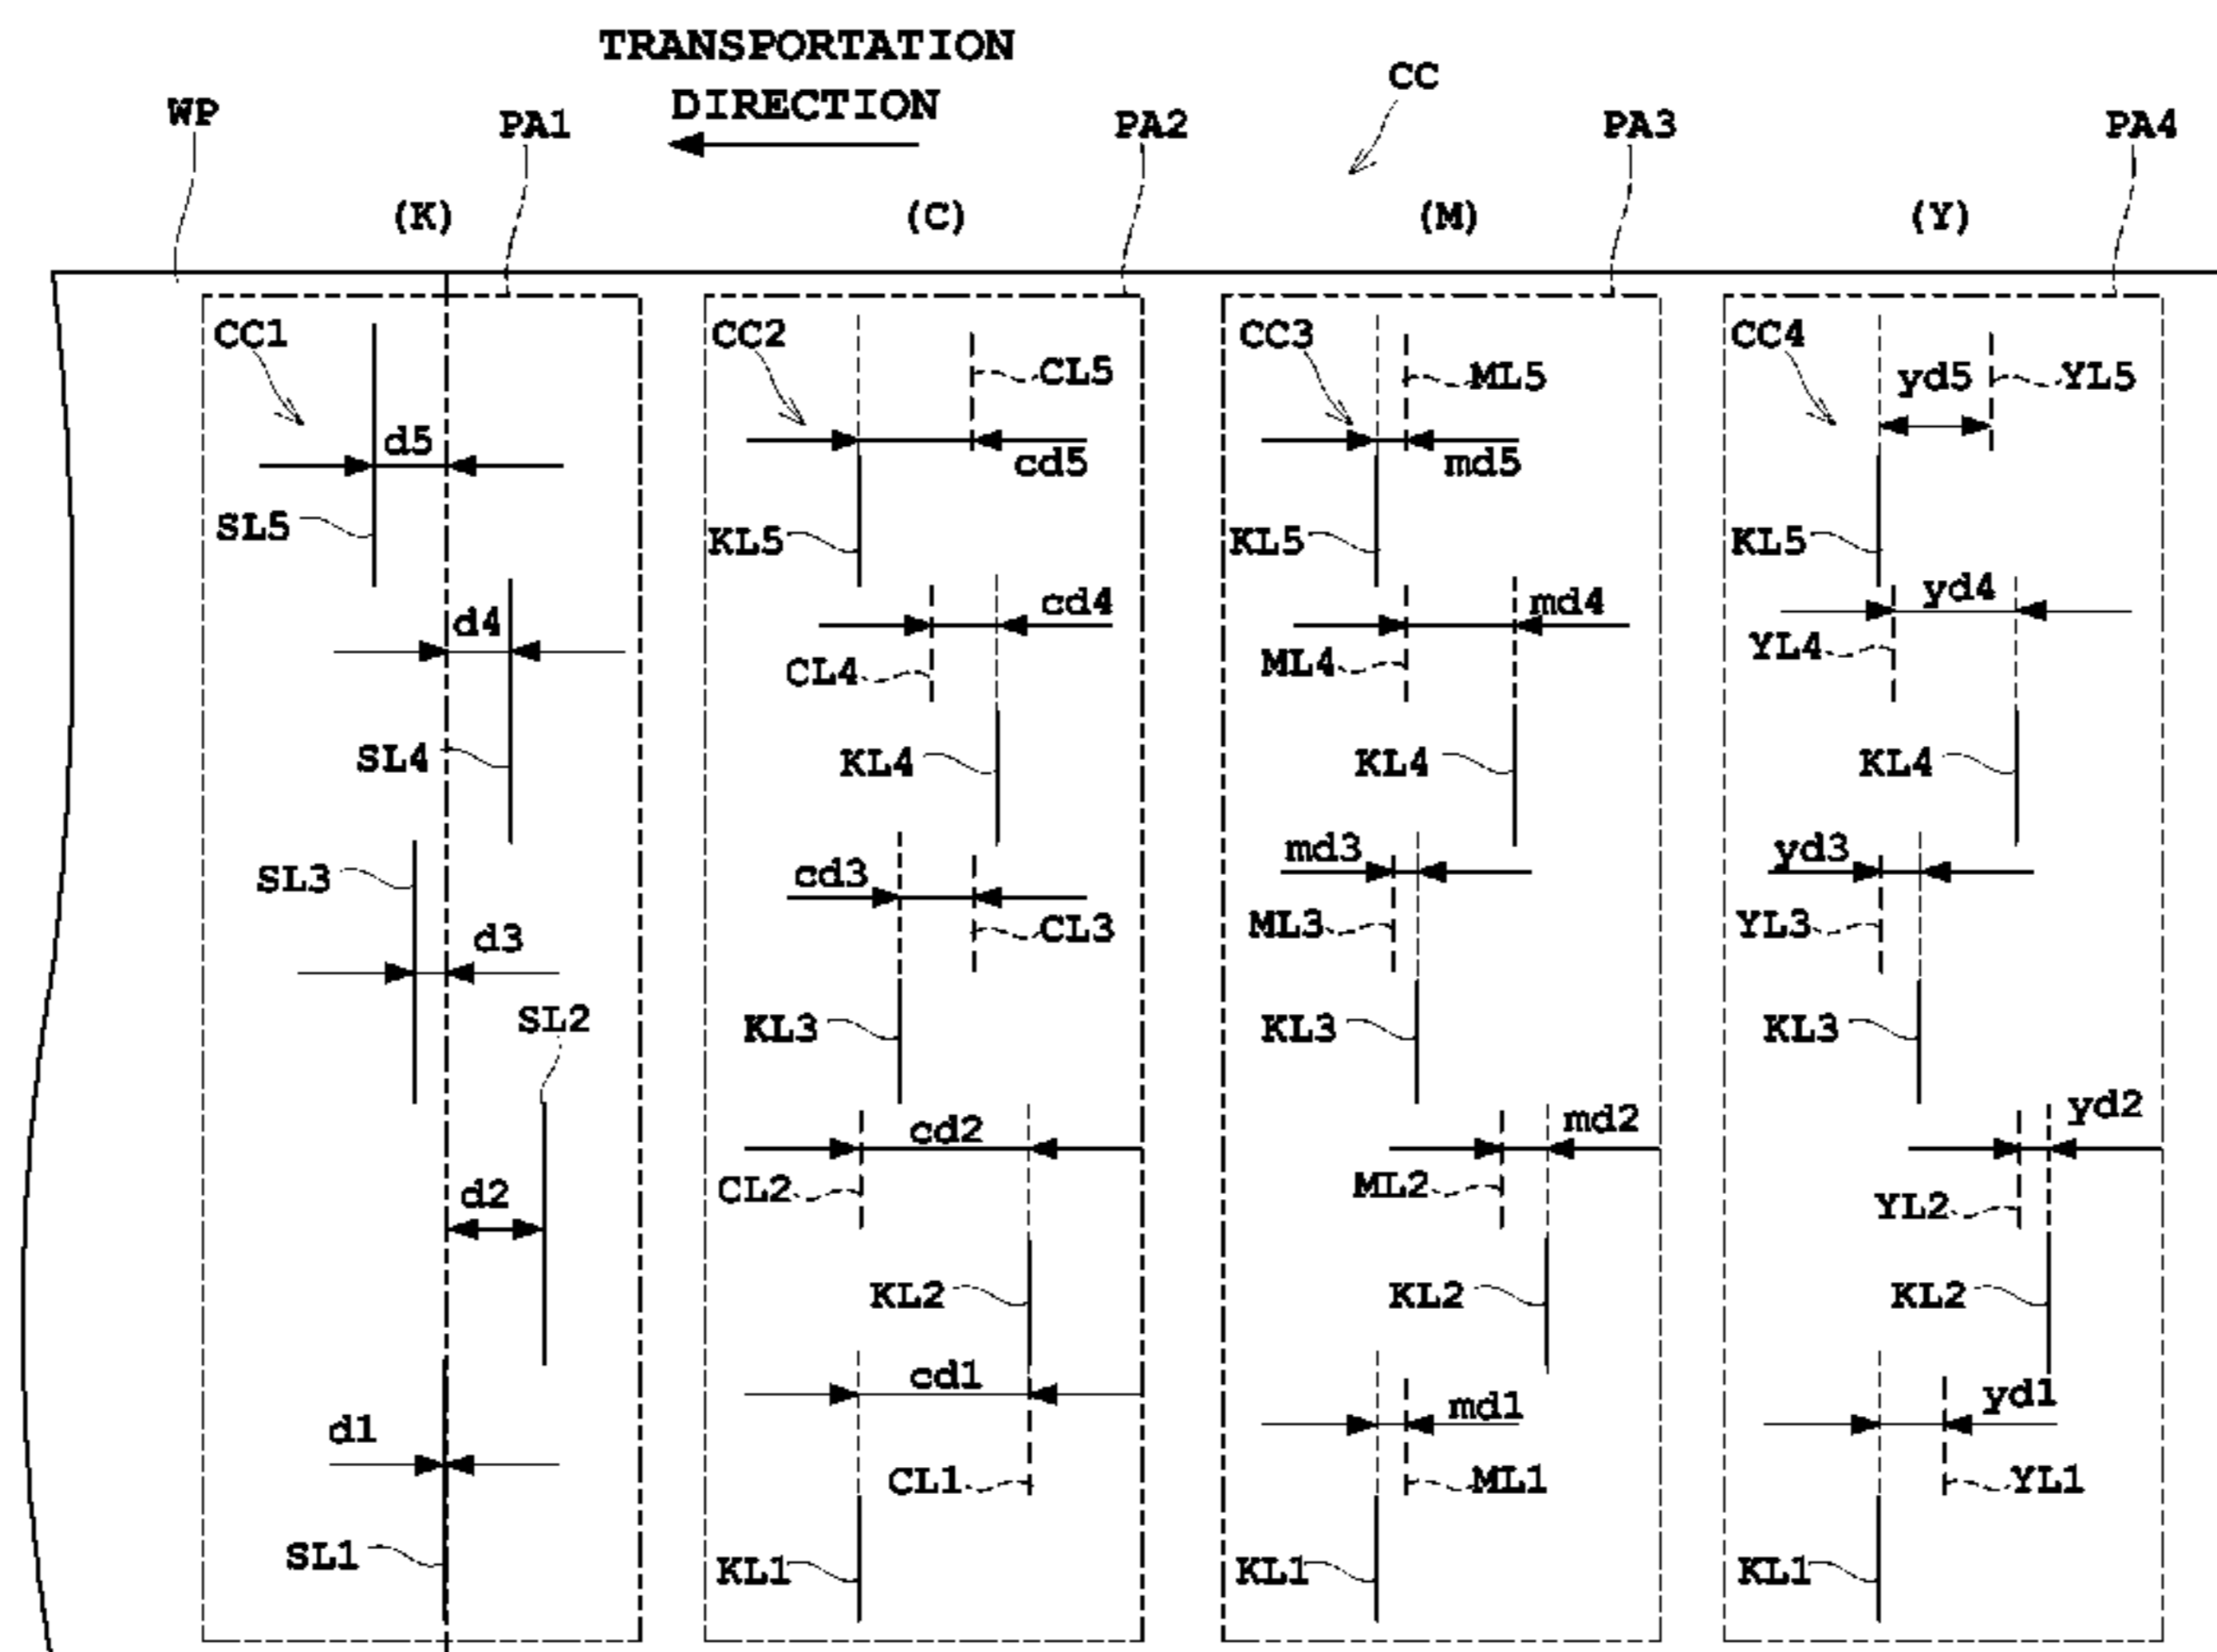 TRANSPORTATION
DIRECTION
CC
WP
PA1
PA2
PA3
PA4
(K)
(C)
(M)
(Y)
CC1
d5
SL5
d4
SL4
SL3
d3
SL2
d2
d1
SL1
CC2
CL5
cd5
KL5
cd4
CL4
KL4
cd3
CL3
KL3
cd2
CL2
KL2
cd1
CL1
KL1
CC3
ML5
md5
KL5
md4
ML4
KL4
md3
ML3
KL3
md2
ML2
KL2
md1
ML1
KL1
CC4
yd5
YL5
KL5
yd4
YL4
KL4
yd3
YL3
KL3
yd2
YL2
KL2
yd1
YL1
KL1